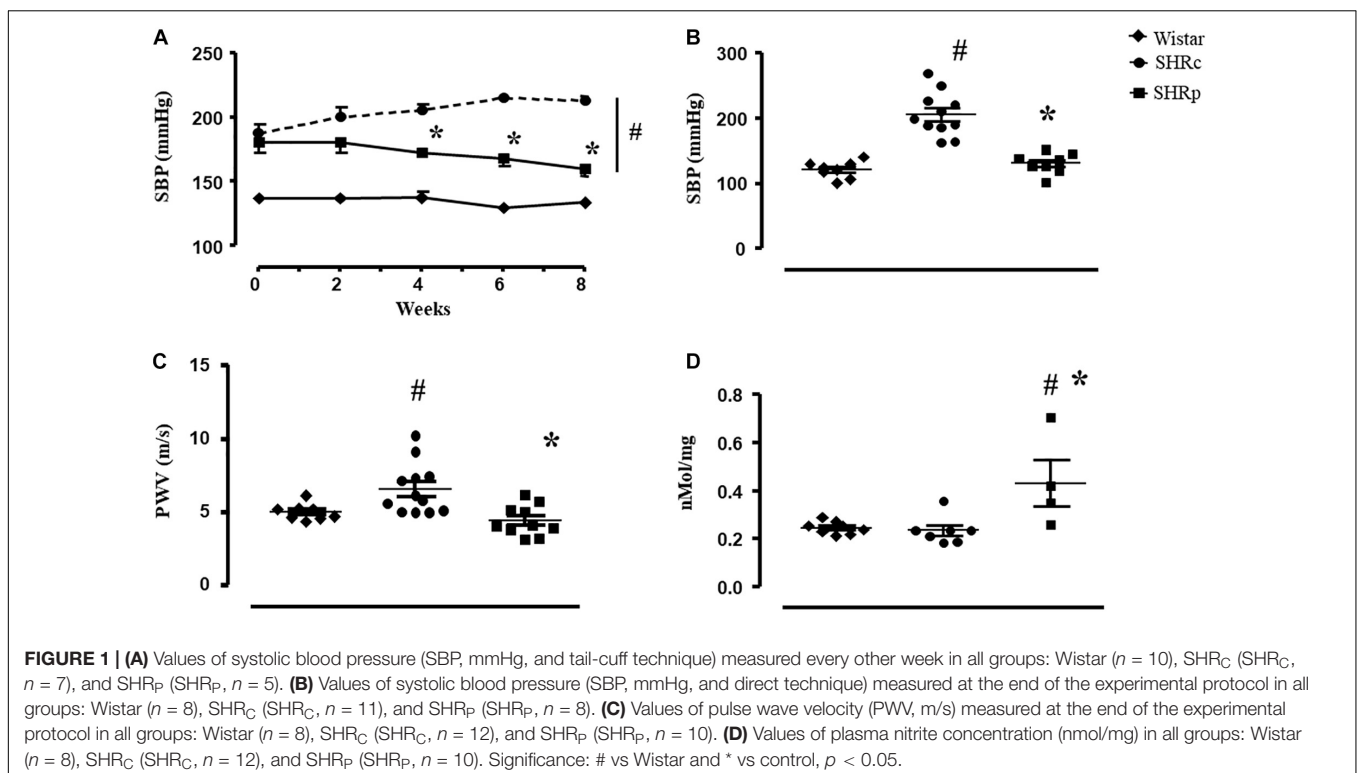 A
250
200
150
100
SBP (mmHg)
* * *
#
0 2 4 6 8
Weeks
B
300
200
100
0
SBP (mmHg)
#
*
Wistar
SHRc
SHRp
C
15
10
5
0
PWV (m/s)
#
*
D
0.8
0.6
0.4
0.2
0.0
nMol/mg
# *
FIGURE 1 | (A) Values of systolic blood pressure (SBP, mmHg, and tail-cuff technique) measured every other week in all groups: Wistar (n = 10), SHRC (SHRC,
n = 7), and SHRP (SHRP, n = 5). (B) Values of systolic blood pressure (SBP, mmHg, and direct technique) measured at the end of the experimental protocol in all
groups: Wistar (n = 8), SHRC (SHRC, n = 11), and SHRP (SHRP, n = 8). (C) Values of pulse wave velocity (PWV, m/s) measured at the end of the experimental
protocol in all groups: Wistar (n = 8), SHRC (SHRC, n = 12), and SHRP (SHRP, n = 10). (D) Values of plasma nitrite concentration (nmol/mg) in all groups: Wistar
(n = 8), SHRC (SHRC, n = 12), and SHRP (SHRP, n = 10). Significance: # vs Wistar and * vs control, p < 0.05.